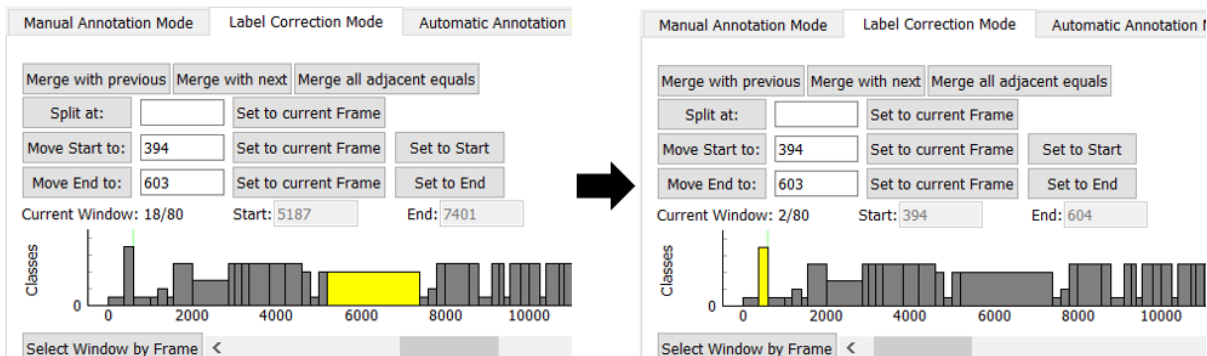 Manual Annotation Mode Label Correction Mode Automatic Annotation
Merge with previous Merge with next Merge all adjacent equals
Split at: Set to current Frame
Move Start to: 394 Set to current Frame Set to Start
Move End to: 603 Set to current Frame Set to End
Current Window: 18/80 Start: 5187 End: 7401
Classes
0
0 2000 4000 6000 8000 10000
Select Window by Frame <
Manual Annotation Mode Label Correction Mode Automatic Annotation
Merge with previous Merge with next Merge all adjacent equals
Split at: Set to current Frame
Move Start to: 394 Set to current Frame Set to Start
Move End to: 603 Set to current Frame Set to End
Current Window: 2/80 Start: 394 End: 604
Classes
0
0 2000 4000 6000 8000 10000
Select Window by Frame <